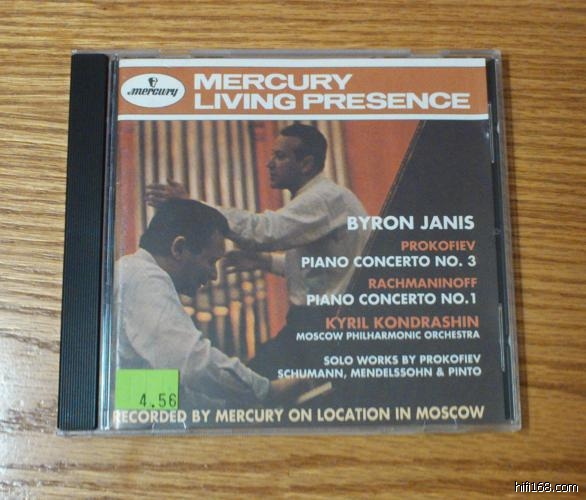 mercury
MERCURY
LIVING PRESENCE
BYRON JANIS
PROKOFIEV
PIANO CONCERTO NO. 3
RACHMANINOFF
PIANO CONCERTO NO.1
KYRIL KONDRASHIN
MOSCOW PHILHARMONIC ORCHESTRA
SOLO WORKS BY PROKOFIEV
SCHUMANN, MENDELSSOHN & PINTO
4.56
RECORDED BY MERCURY ON LOCATION IN MOSCOW
hifi168.com